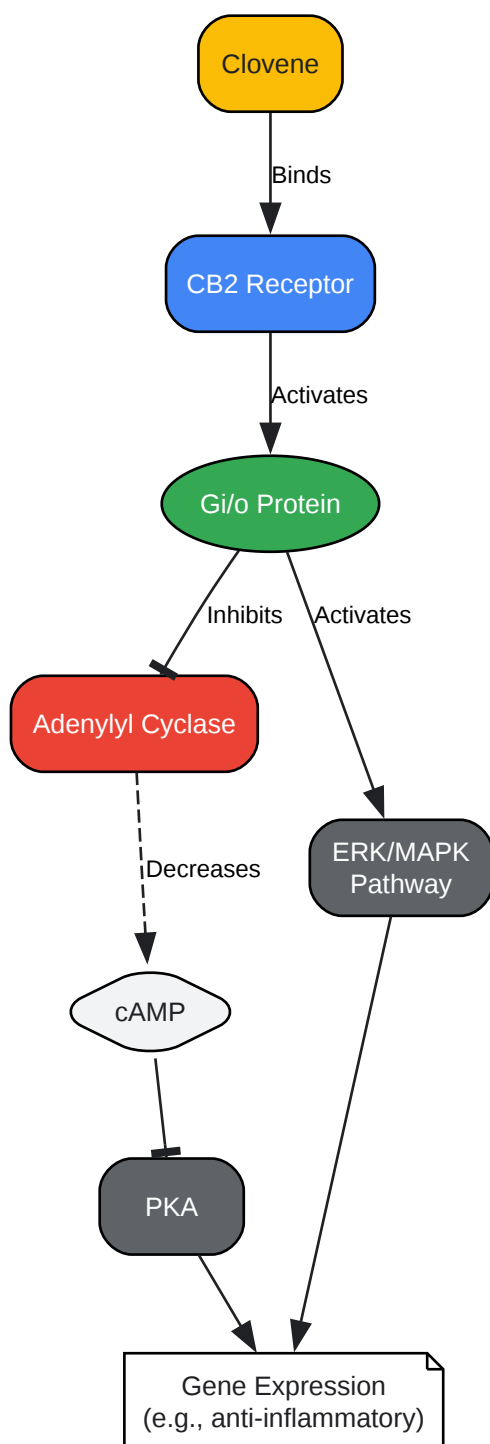 Clovene
Binds
CB2 Receptor
Activates
Gi/o Protein
Inhibits
Activates
Adenylyl Cyclase
ERK/MAPK
Pathway
Decreases
cAMP
PKA
Gene Expression
(e.g., anti-inflammatory)